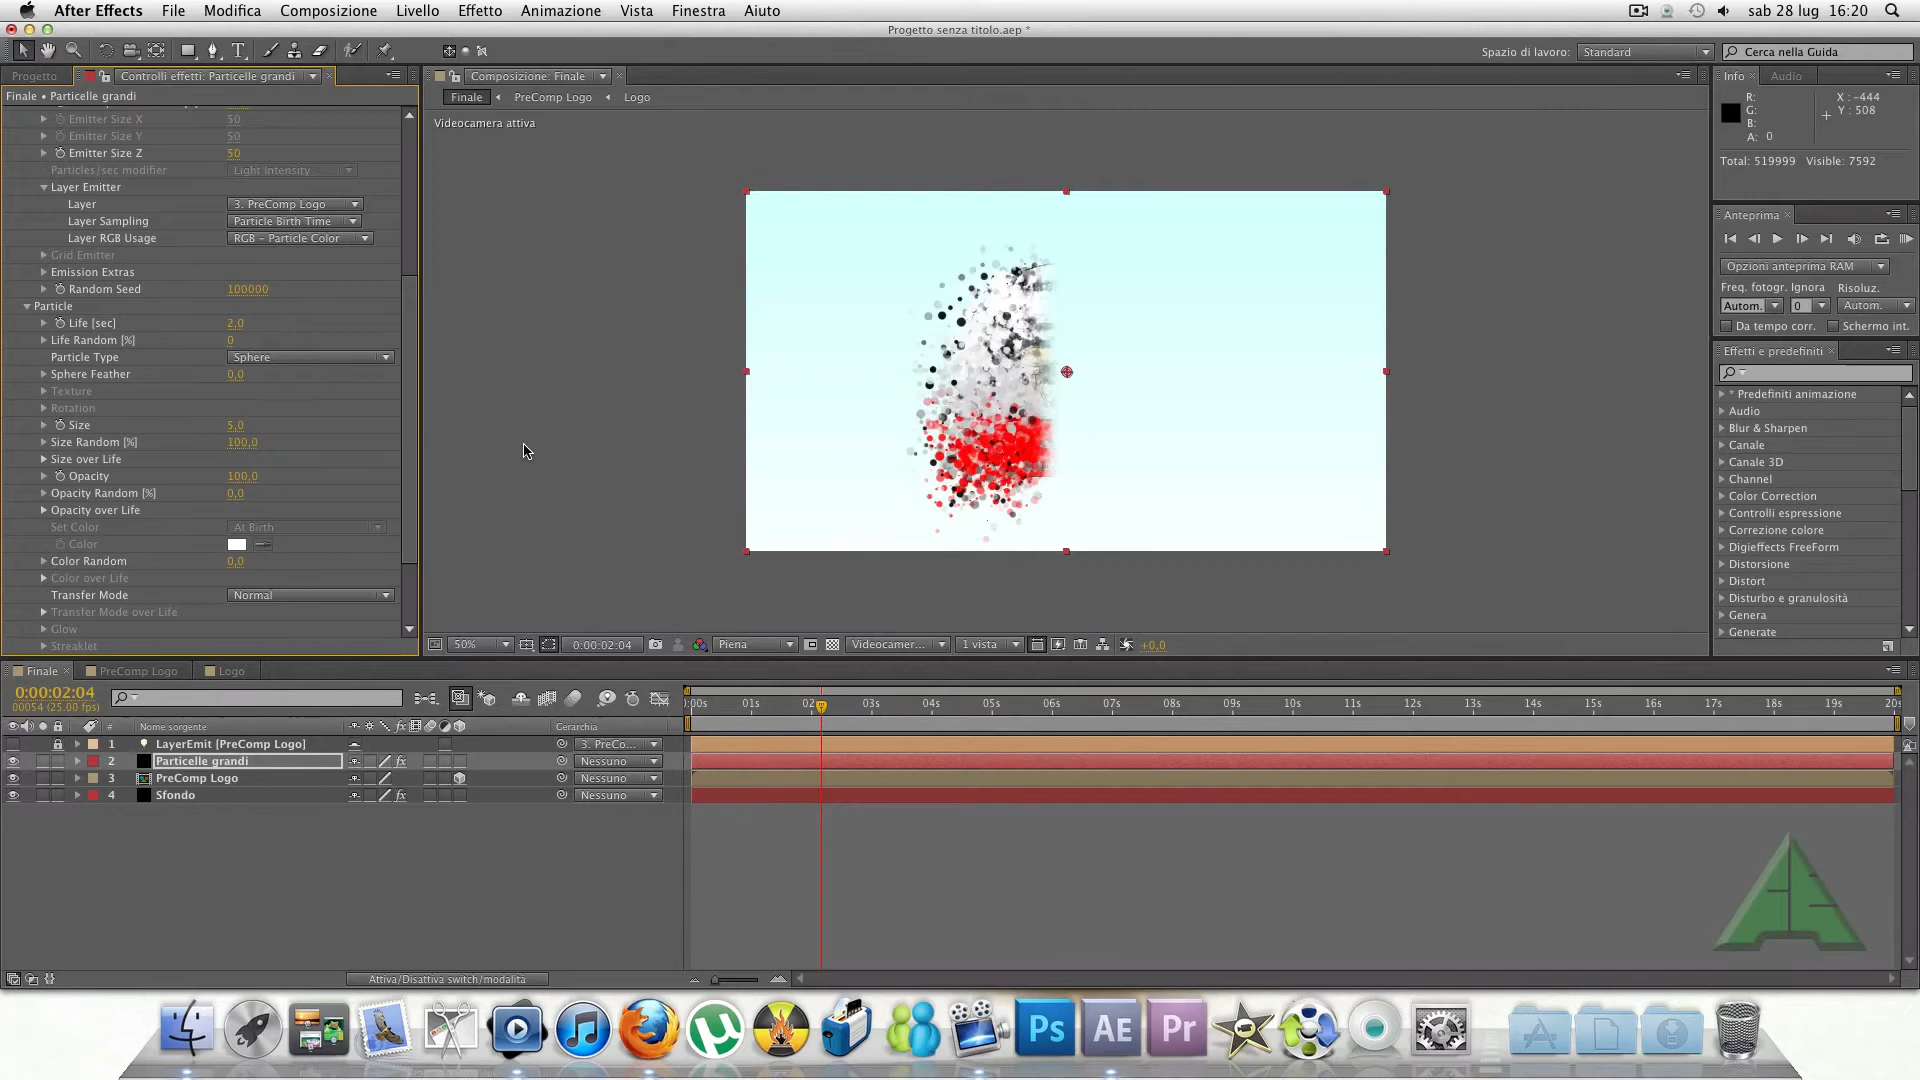 After Effects File Modifica Composizione Livello Effetto Animazione Vista Finestra Aiuto sab 28 lug 16:20
Progetto senza titolo.aep *
Spazio di lavoro: Standard Cerca nella Guida
Progetto Controlli effetti: Particelle grandi
Finale • Particelle grandi
Emitter Size X 50
Emitter Size Y 50
Emitter Size Z 50
Particles/sec modifier Light Intensity
Layer Emitter
Layer 3. PreComp Logo
Layer Sampling Particle Birth Time
Layer RGB Usage RGB - Particle Color
Grid Emitter
Emission Extras
Random Seed 100000
Particle
Life [sec] 2,0
Life Random [%] 0
Particle Type Sphere
Sphere Feather 0,0
Texture
Rotation
Size 5,0
Size Random [%] 100,0
Size over Life
Opacity 100,0
Opacity Random [%] 0,0
Opacity over Life
Set Color At Birth
Color
Color Random 0,0
Color over Life
Transfer Mode Normal
Transfer Mode over Life
Glow
Streaklet
Composizione: Finale
Finale PreComp Logo Logo
Videocamera attiva
50% 0:00:02:04 Piena Videocamer... 1 vista +0,0
Info Audio
R:
G:
B:
A: 0
X : -444
Y : 508
Total: 519999 Visible: 7592
Anteprima
Opzioni anteprima RAM
Freq. fotogr. Ignora Risoluz.
Autom. 0 Autom.
Da tempo corr. Schermo int.
Effetti e predefiniti
* Predefiniti animazione
Audio
Blur & Sharpen
Canale
Canale 3D
Channel
Color Correction
Controlli espressione
Correzione colore
Digieffects FreeForm
Distorsione
Distort
Disturbo e granulosità
Genera
Generate
Finale PreComp Logo Logo
0:00:02:04
00054 (25.00 fps)
# Nome sorgente fx Gerarchia
:00s 01s 02 03s 04s 05s 06s 07s 08s 09s 10s 11s 12s 13s 14s 15s 16s 17s 18s 19s 20s
1 LayerEmit [PreComp Logo] 3. PreCo...
2 Particelle grandi fx Nessuno
3 PreComp Logo Nessuno
4 Sfondo fx Nessuno
Attiva/Disattiva switch/modalità
Ps AE Pr